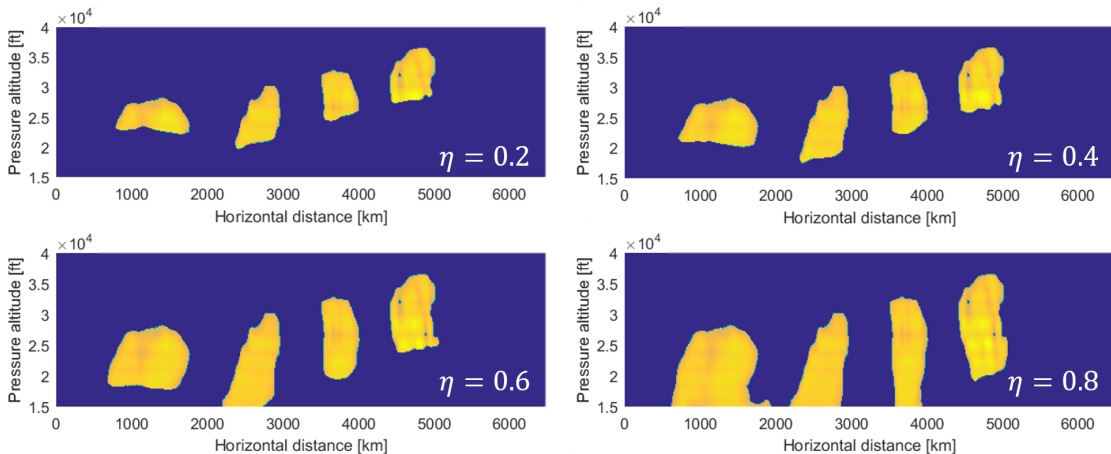 ×10⁴
4
3.5
3
2.5
2
1.5
Pressure altitude [ft]
0 1000 2000 3000 4000 5000 6000
Horizontal distance [km]
η = 0.2
×10⁴
4
3.5
3
2.5
2
1.5
Pressure altitude [ft]
0 1000 2000 3000 4000 5000 6000
Horizontal distance [km]
η = 0.4
×10⁴
4
3.5
3
2.5
2
1.5
Pressure altitude [ft]
0 1000 2000 3000 4000 5000 6000
Horizontal distance [km]
η = 0.6
×10⁴
4
3.5
3
2.5
2
1.5
Pressure altitude [ft]
0 1000 2000 3000 4000 5000 6000
Horizontal distance [km]
η = 0.8